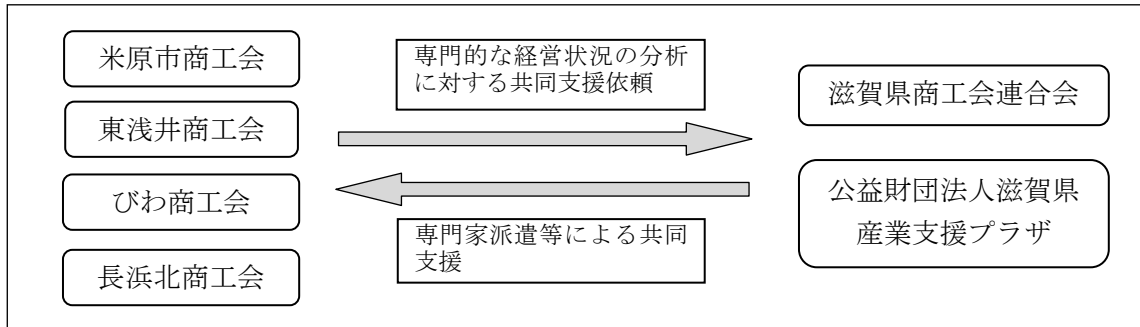 米原市商工会
東浅井商工会
びわ商工会
長浜北商工会
専門的な経営状況の分析
に対する共同支援依頼
専門家派遣等による共同
支援
滋賀県商工会連合会
公益財団法人滋賀県
産業支援プラザ